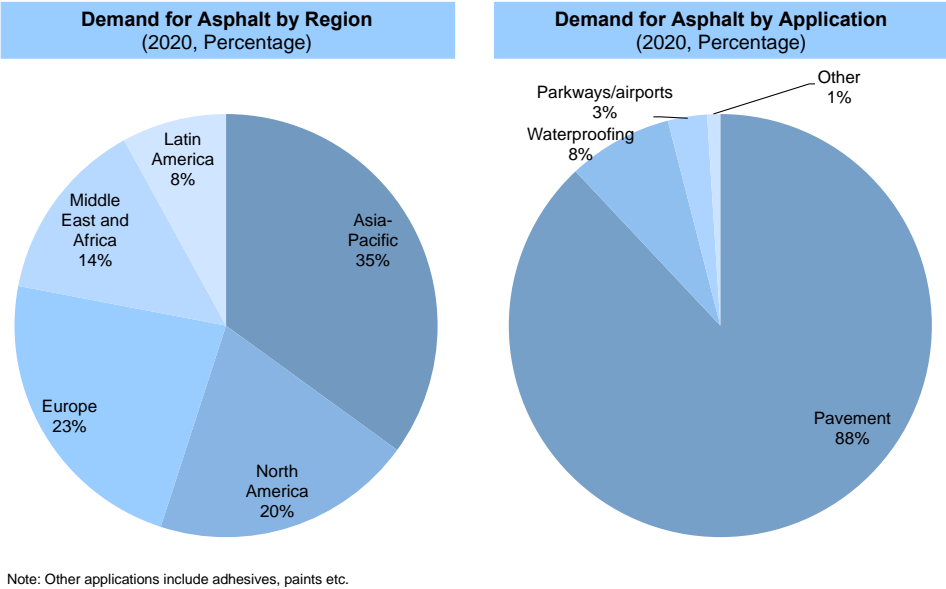 Demand for Asphalt by Region
(2020, Percentage)
Latin
America
8%
Middle
East and
Africa
14%
Asia-
Pacific
35%
Europe
23%
North
America
20%
Demand for Asphalt by Application
(2020, Percentage)
Other
1%
Parkways/airports
3%
Waterproofing
8%
Pavement
88%
Note: Other applications include adhesives, paints etc.